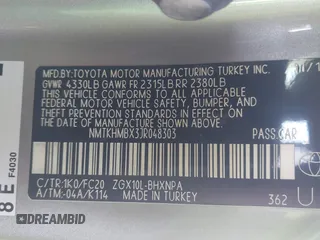 MFD.BY:TOYOTA MOTOR MANUFACTURING TURKEY INC.
GVWR 4330LB GAWR FR 2315LB RR 2380LB
THIS VEHICLE CONFORMS TO ALL APPLICABLE
FEDERAL MOTOR VEHICLE SAFETY, BUMPER AND
THEFT PREVENTION STANDARDS IN EFFECT ON
THE DATE OF MANUFACTURE SHOWN ABOVE.
NMTKHMBX3JR048303 PASS.CAR
C/TR:1K0/FC20 ZGX10L-BHXNPA
A/TM:-04A/K114 MADE IN TURKEY 362
F4030
8E
DREAMBID